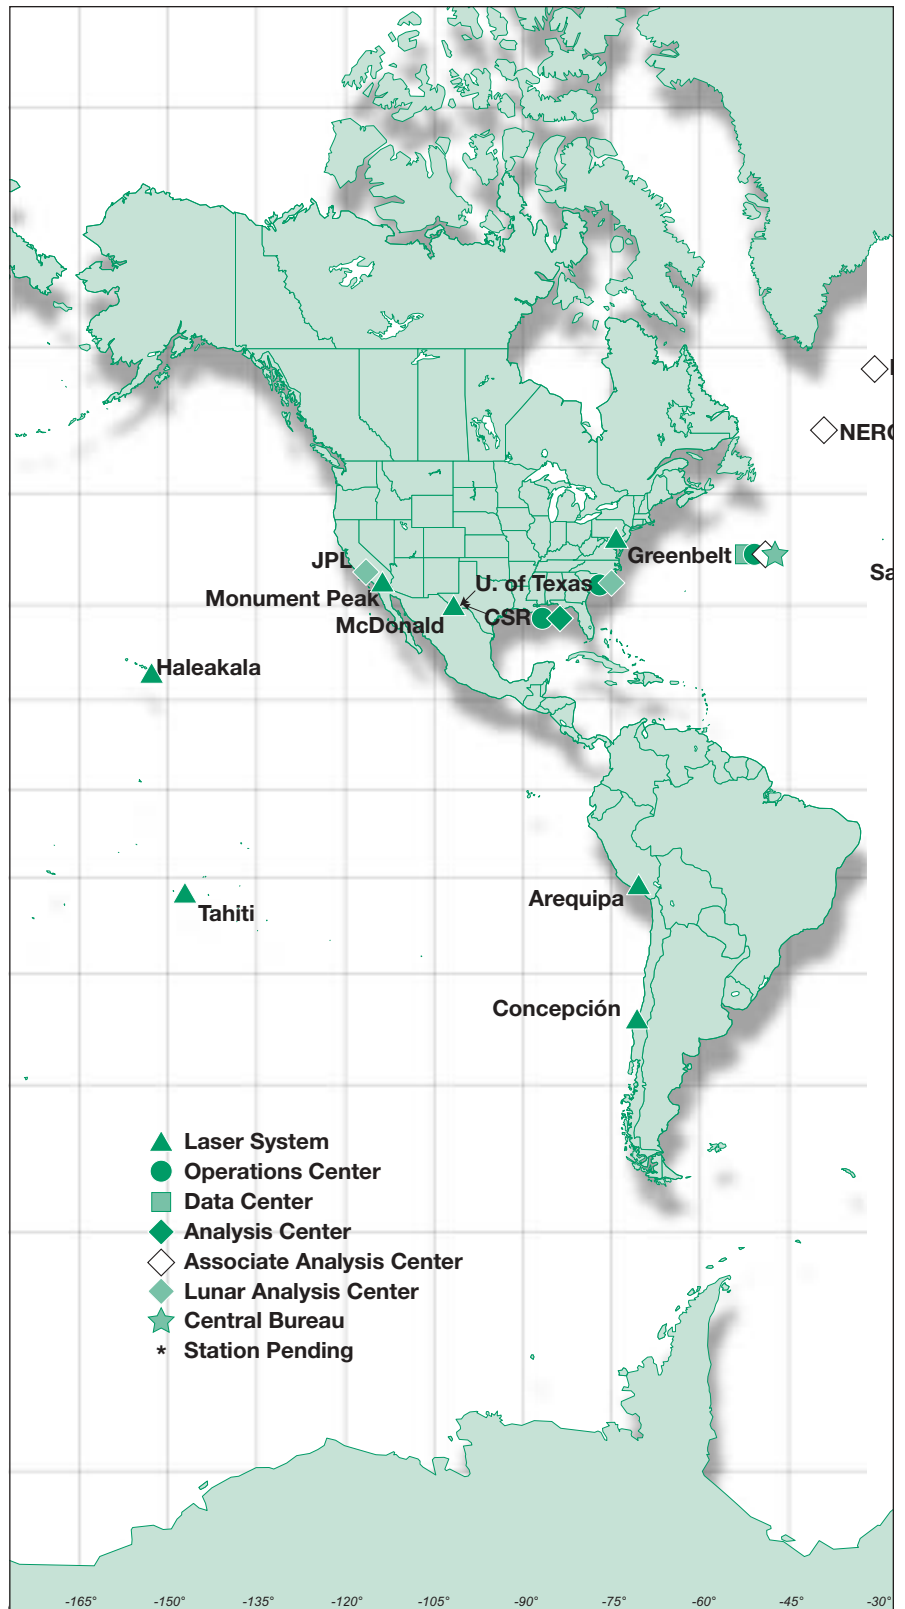 NERC
Greenbelt
JPL
Sa
U. of Texas
Monument Peak
CSR
McDonald
Haleakala
Arequipa
Tahiti
Concepción
Laser System
Operations Center
Data Center
Analysis Center
Associate Analysis Center
Lunar Analysis Center
Central Bureau
* Station Pending
-165° -150° -135° -120° -105° -90° -75° -60° -45° -30°